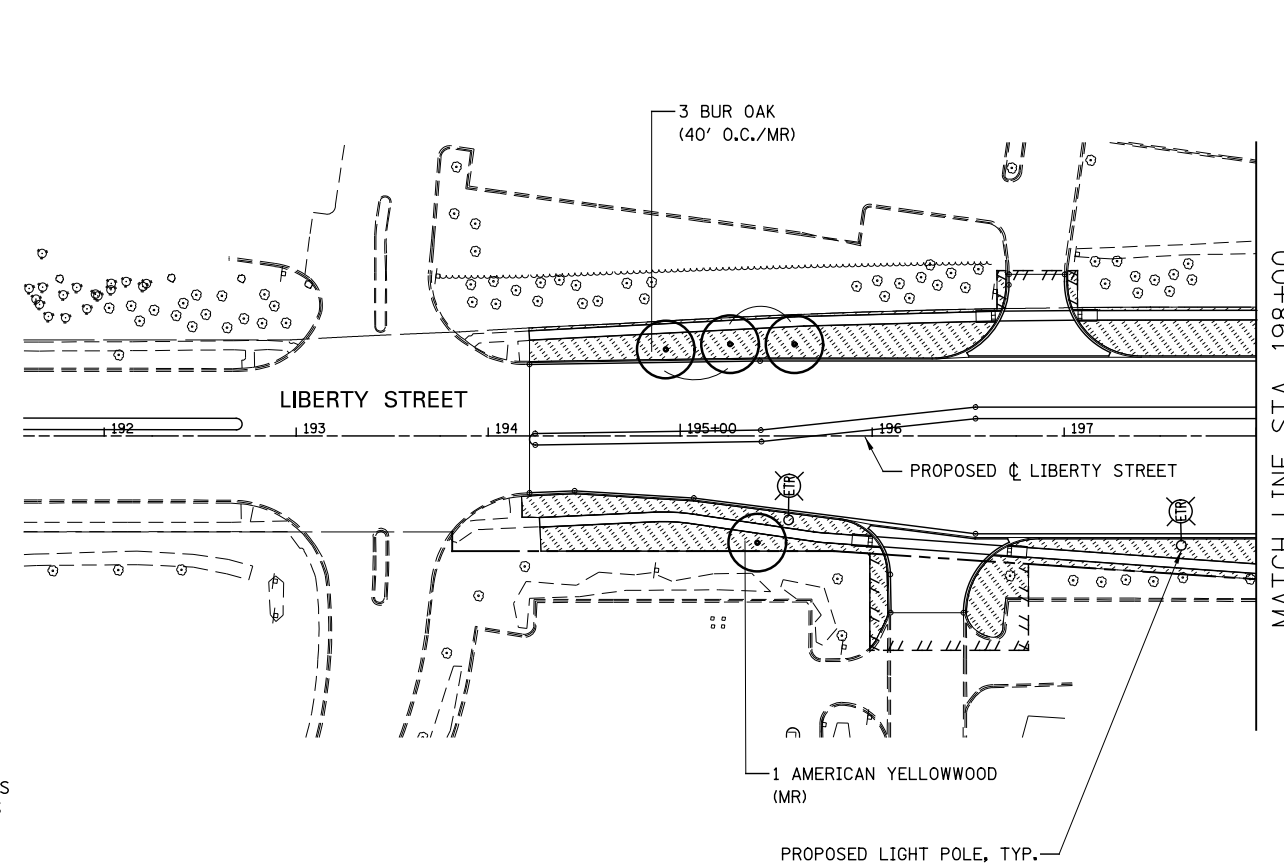 3 BUR OAK
(40' O.C./MR)
LIBERTY STREET
192
193
194
195+00
196
197
PROPOSED ℄ LIBERTY STREET
ETR
ETR
MATCH LINE STA. 198+00
1 AMERICAN YELLOWWOOD
(MR)
PROPOSED LIGHT POLE, TYP.